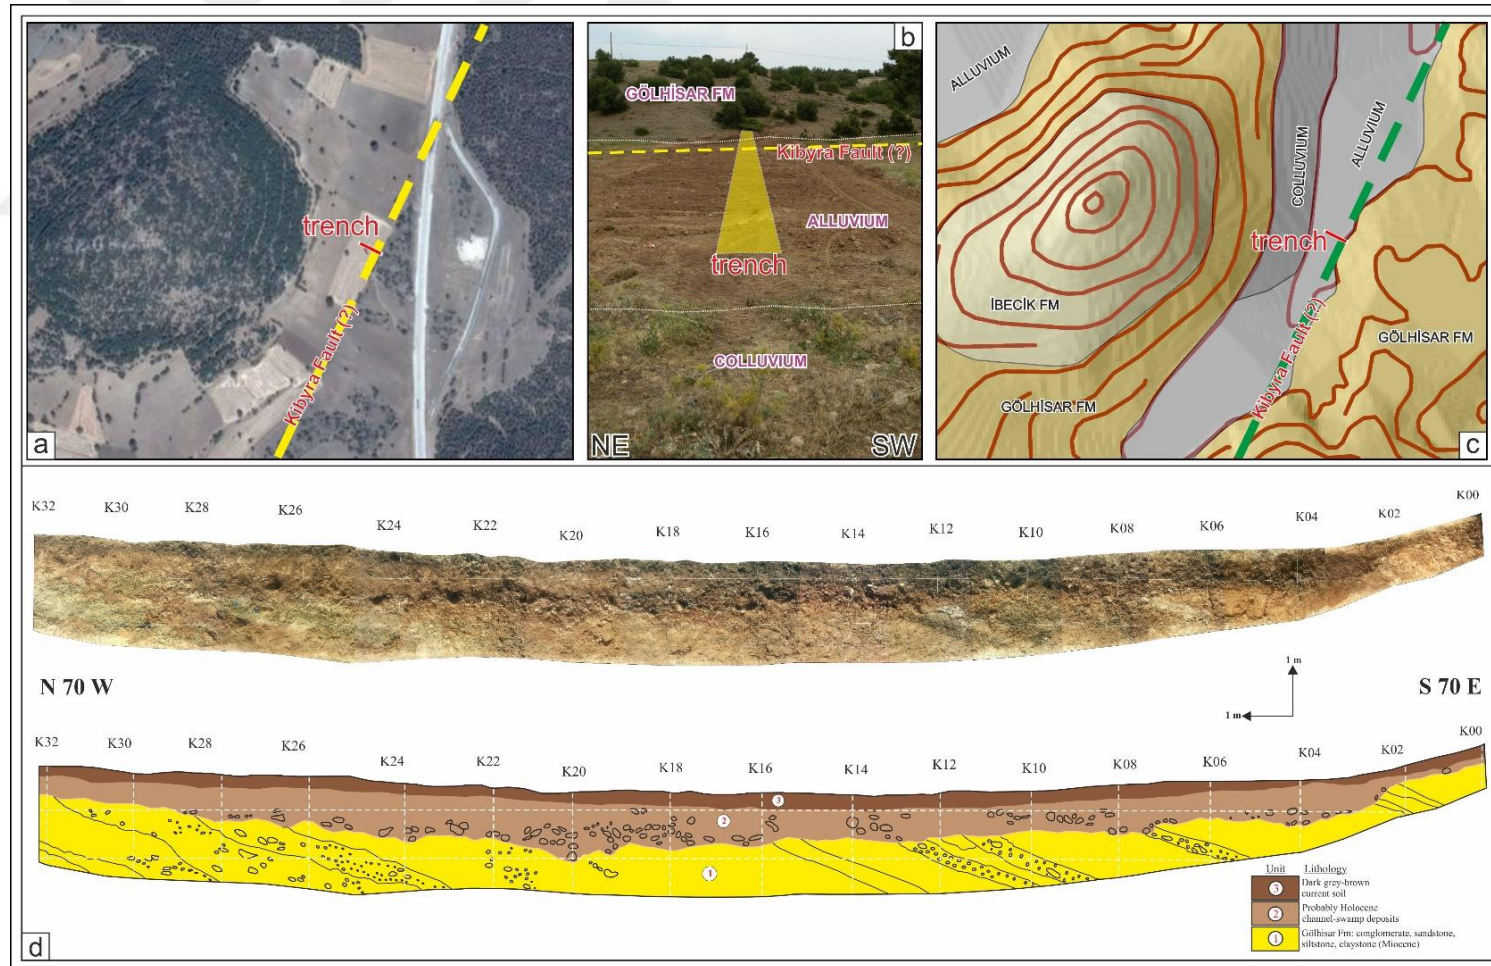 a
trench
Kibyra Fault (?)
b
GÖLHİSAR FM
Kibyra Fault (?)
ALLUVIUM
trench
COLLUVIUM
NE
SW
c
ALLUVIUM
COLLUVIUM
ALLUVIUM
trench
İBECİK FM
Kibyra Fault (?)
GÖLHİSAR FM
GÖLHİSAR FM
K32 K30 K28 K26 K24 K22 K20 K18 K16 K14 K12 K10 K08 K06 K04 K02 K00
N 70 W
S 70 E
1 m
1 m
K32 K30 K28 K26 K24 K22 K20 K18 K16 K14 K12 K10 K08 K06 K04 K02 K00
3
2
1
Unit Lithology
3 Dark grey-brown
current soil
2 Probably Holocene
channel-swamp deposits
1 Gölhisar Fm: conglomerate, sandstone,
siltstone, claystone (Miocene)
d